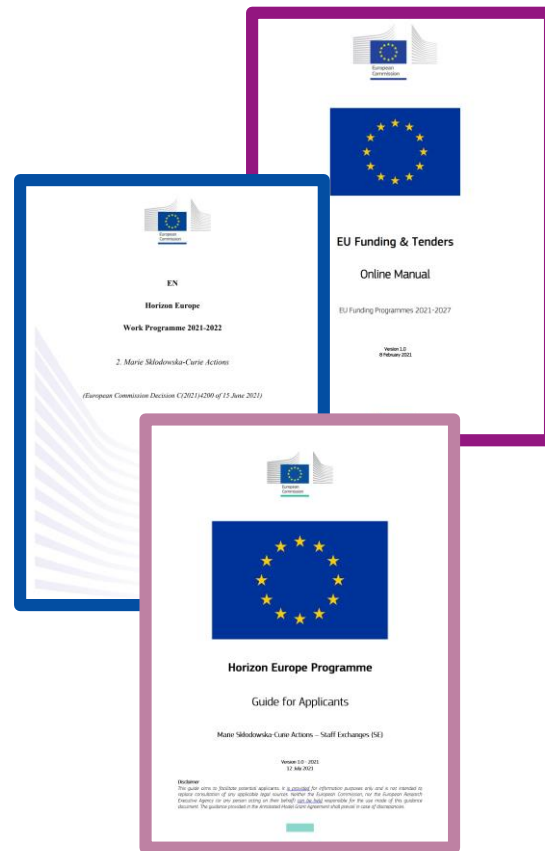 European
Commission
EU Funding & Tenders
Online Manual
EU Funding Programmes 2021-2027
Version 1.0
8 February 2021
European
Commission
EN
Horizon Europe
Work Programme 2021-2022
2. Marie Skłodowska-Curie Actions
(European Commission Decision C(2021)4200 of 15 June 2021)
European
Commission
Horizon Europe Programme
Guide for Applicants
Marie Skłodowska-Curie Actions – Staff Exchanges (SE)
Version 1.0 - 2021
12 July 2021
Disclaimer
This guide aims to facilitate potential applicants. It is provided for information purposes only and is not intended to
replace consultation of any applicable legal sources. Neither the European Commission, nor the European Research
Executive Agency (or any person acting on their behalf) can be held responsible for the use made of this guidance
document. The guidance provided in the Annotated Model Grant Agreement shall prevail in case of discrepancies.